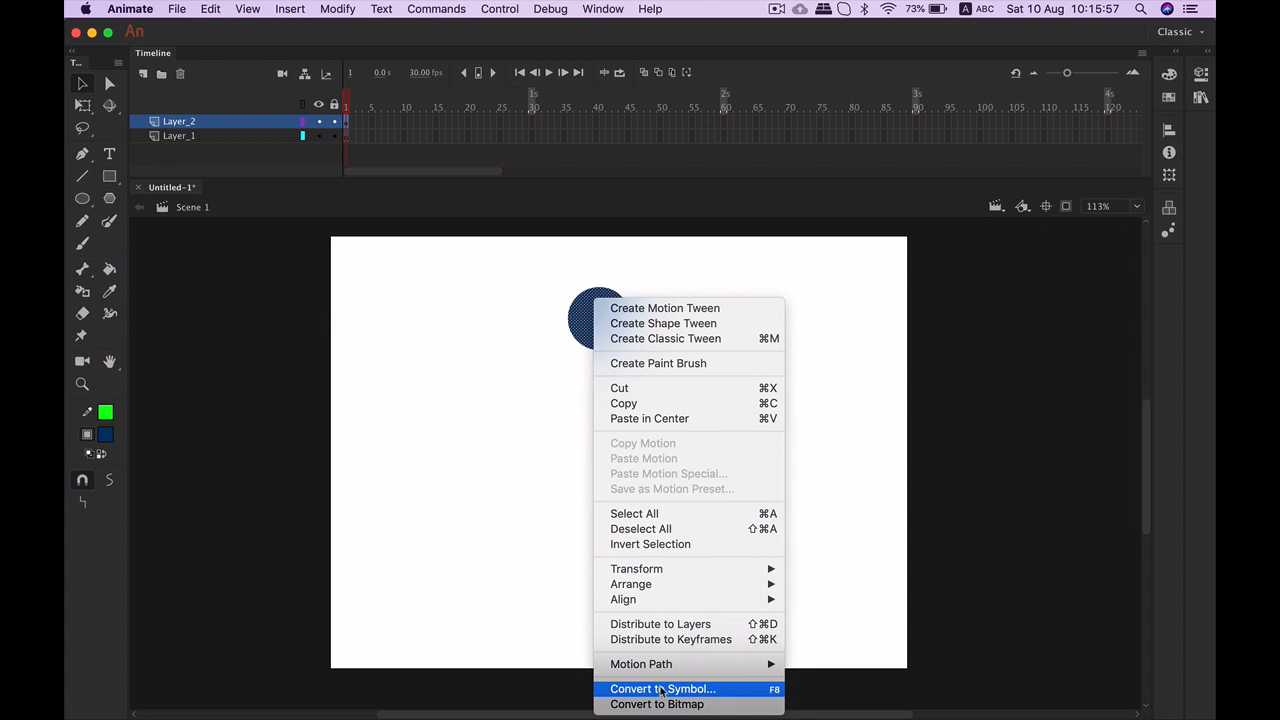 Animate File Edit View Insert Modify Text Commands Control Debug Window Help 73% A ABC Sat 10 Aug 10:15:57
An Classic
Timeline
T...
1 0.0 s 30.00 fps
1s 2s 3s 4s
1 5 10 15 20 25 30 35 40 45 50 55 60 65 70 75 80 85 90 95 100 105 110 115 120
Layer_2
Layer_1
Untitled-1*
Scene 1 113%
Create Motion Tween
Create Shape Tween
Create Classic Tween ⌘M
Create Paint Brush
Cut ⌘X
Copy ⌘C
Paste in Center ⌘V
Copy Motion
Paste Motion
Paste Motion Special...
Save as Motion Preset...
Select All ⌘A
Deselect All ⇧⌘A
Invert Selection
Transform
Arrange
Align
Distribute to Layers ⇧⌘D
Distribute to Keyframes ⇧⌘K
Motion Path
Convert to Symbol... F8
Convert to Bitmap